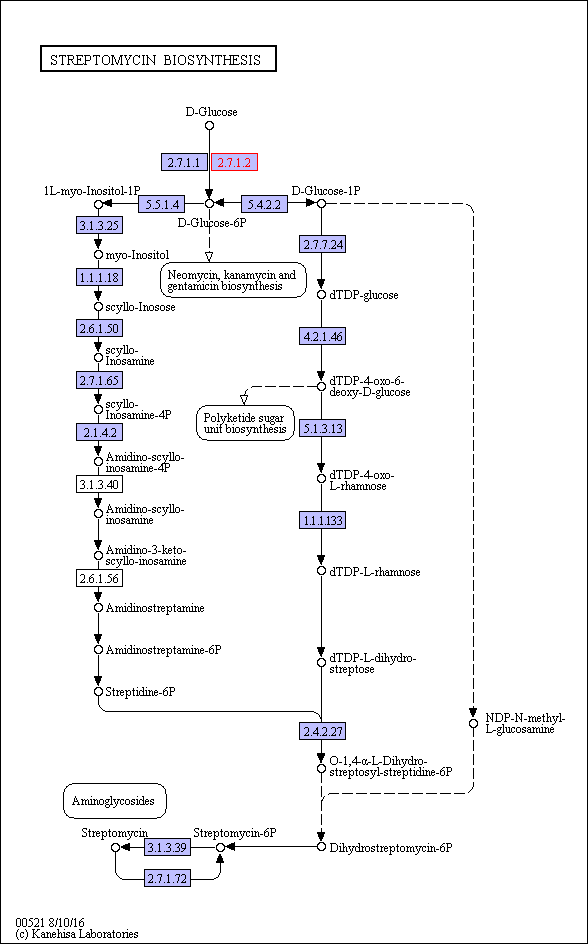 STREPTOMYCIN BIOSYNTHESIS
D-Glucose
2.7.1.1
2.7.1.2
1L-myo-Inositol-1P
5.5.1.4
5.4.2.2
D-Glucose-1P
D-Glucose-6P
3.1.3.25
2.7.7.24
myo-Inositol
Neomycin, kanamycin and
gentamicin biosynthesis
1.1.1.18
dTDP-glucose
scyllo-Inosose
2.6.1.50
4.2.1.46
scyllo-
Inosamine
2.7.1.65
dTDP-4-oxo-6-
deoxy-D-glucose
scyllo-
Inosamine-4P
Polyketide sugar
unit biosynthesis
2.1.4.2
5.1.3.13
Amidino-scyllo-
inosamine-4P
3.1.3.40
dTDP-4-oxo-
L-rhamnose
Amidino-scyllo-
inosamine
1.1.1.133
Amidino-3-keto-
scyllo-inosamine
2.6.1.56
dTDP-L-rhamnose
Amidinostreptamine
Amidinostreptamine-6P
dTDP-L-dihydro-
streptose
Streptidine-6P
NDP-N-methyl-
L-glucosamine
2.4.2.27
O-1,4-α-L-Dihydro-
streptosyl-streptidine-6P
Aminoglycosides
Streptomycin
Streptomycin-6P
3.1.3.39
Dihydrostreptomycin-6P
2.7.1.72
00521 8/10/16
(c) Kanehisa Laboratories